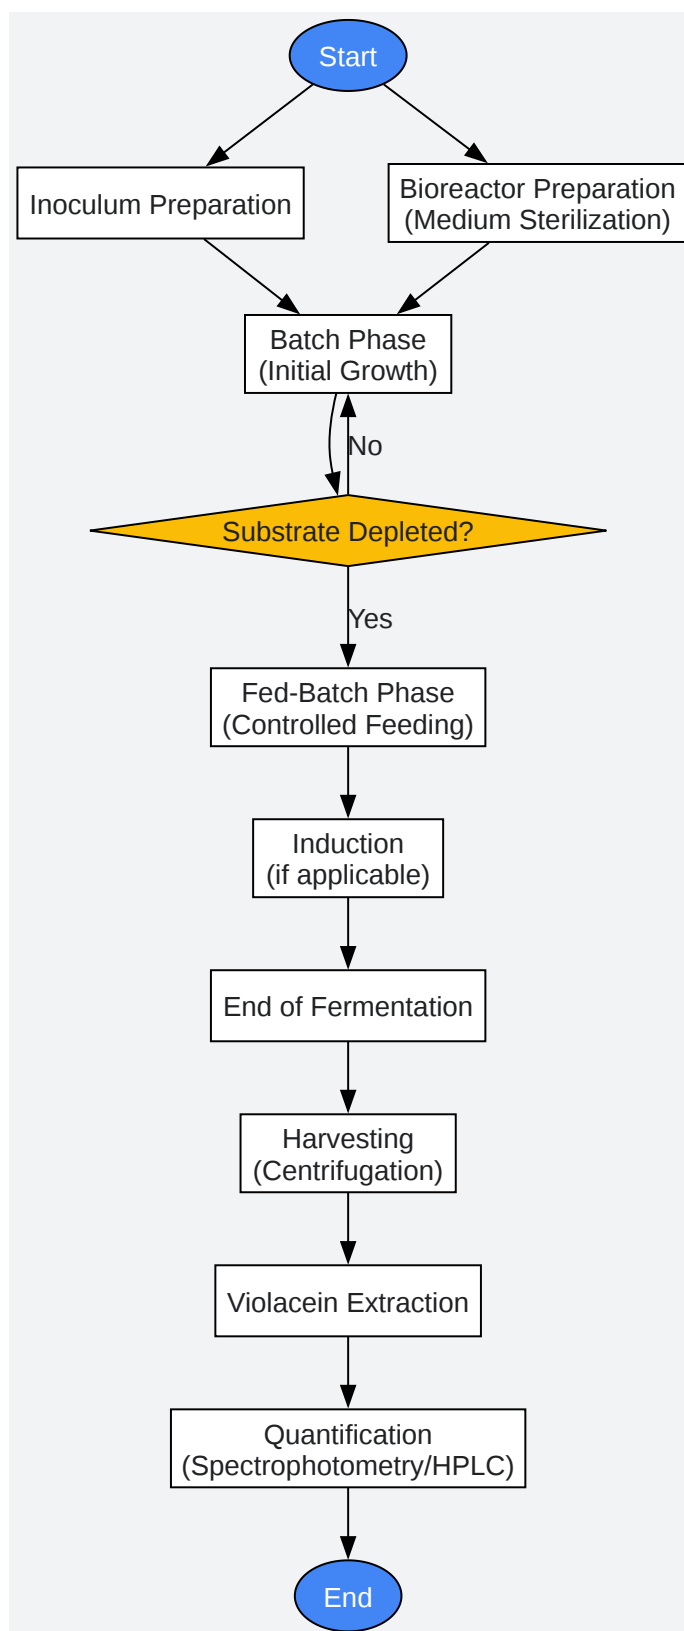 Start
Inoculum Preparation
Bioreactor Preparation
(Medium Sterilization)
Batch Phase
(Initial Growth)
No
Substrate Depleted?
Yes
Fed-Batch Phase
(Controlled Feeding)
Induction
(if applicable)
End of Fermentation
Harvesting
(Centrifugation)
Violacein Extraction
Quantification
(Spectrophotometry/HPLC)
End